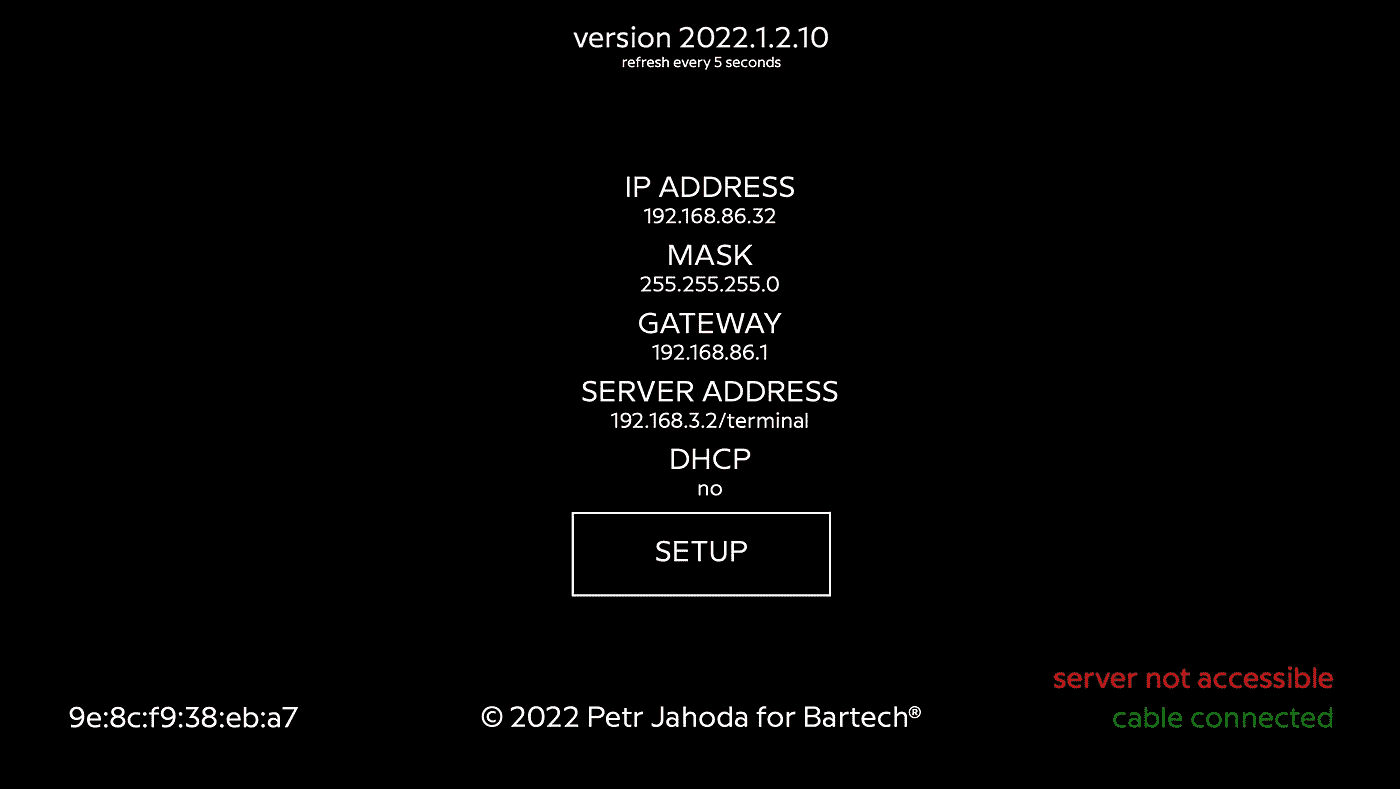 version 2022.1.2.10
refresh every 5 seconds
IP ADDRESS
192.168.86.32
MASK
255.255.255.0
GATEWAY
192.168.86.1
SERVER ADDRESS
192.168.3.2/terminal
DHCP
no
SETUP
server not accessible
9e:8c:f9:38:eb:a7
© 2022 Petr Jahoda for Bartech®
cable connected